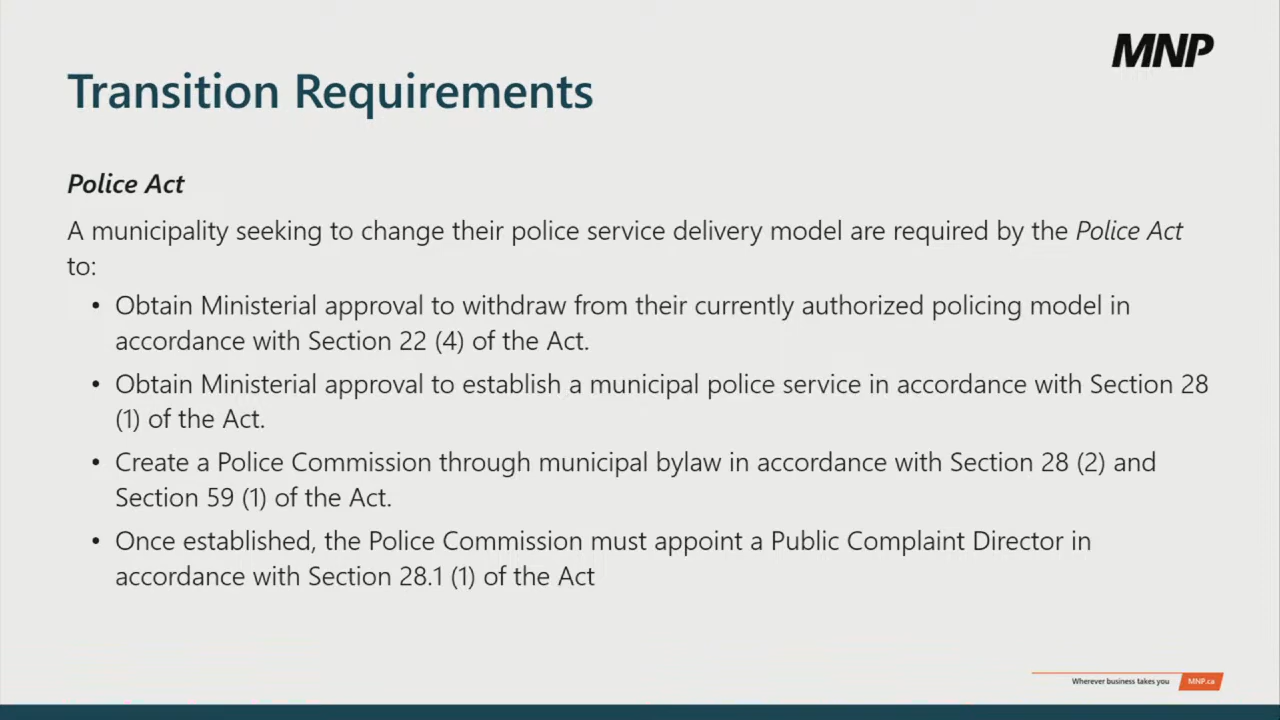 MNP
Transition Requirements
Police Act
A municipality seeking to change their police service delivery model are required by the Police Act
to:
• Obtain Ministerial approval to withdraw from their currently authorized policing model in
accordance with Section 22 (4) of the Act.
• Obtain Ministerial approval to establish a municipal police service in accordance with Section 28
(1) of the Act.
• Create a Police Commission through municipal bylaw in accordance with Section 28 (2) and
Section 59 (1) of the Act.
• Once established, the Police Commission must appoint a Public Complaint Director in
accordance with Section 28.1 (1) of the Act
Wherever business takes you MNP.ca